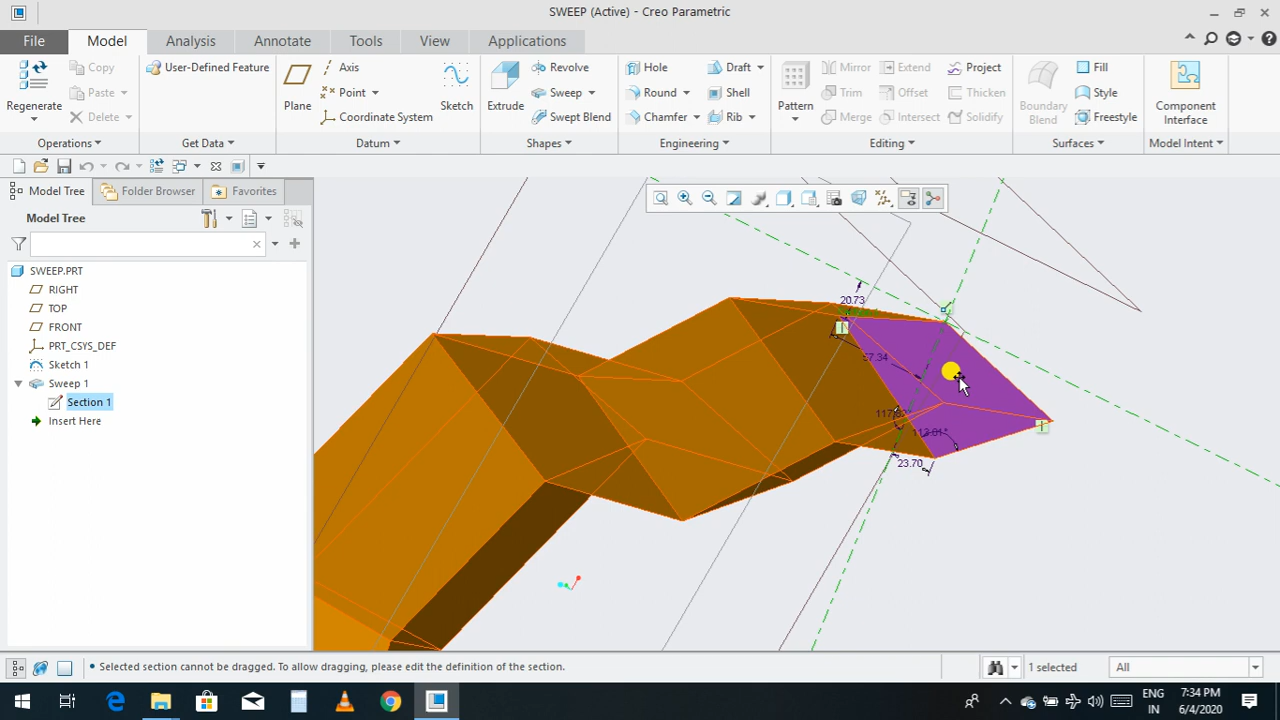 SWEEP (Active) - Creo Parametric
File Model Analysis Annotate Tools View Applications
Regenerate
Copy
Paste
Delete
Operations
User-Defined Feature
Get Data
Plane
Axis
Point
Coordinate System
Sketch
Datum
Extrude
Revolve
Sweep
Swept Blend
Shapes
Hole
Round
Chamfer
Draft
Shell
Rib
Engineering
Pattern
Mirror
Trim
Merge
Extend
Offset
Intersect
Project
Thicken
Solidify
Editing
Boundary
Blend
Fill
Style
Freestyle
Surfaces
Component
Interface
Model Intent
Model Tree Folder Browser Favorites
Model Tree
SWEEP.PRT
RIGHT
TOP
FRONT
PRT_CSYS_DEF
Sketch 1
Sweep 1
Section 1
Insert Here
20.73
113.01°
23.70
• Selected section cannot be dragged. To allow dragging, please edit the definition of the section.
1 selected
All
ENG
IN
7:34 PM
6/4/2020